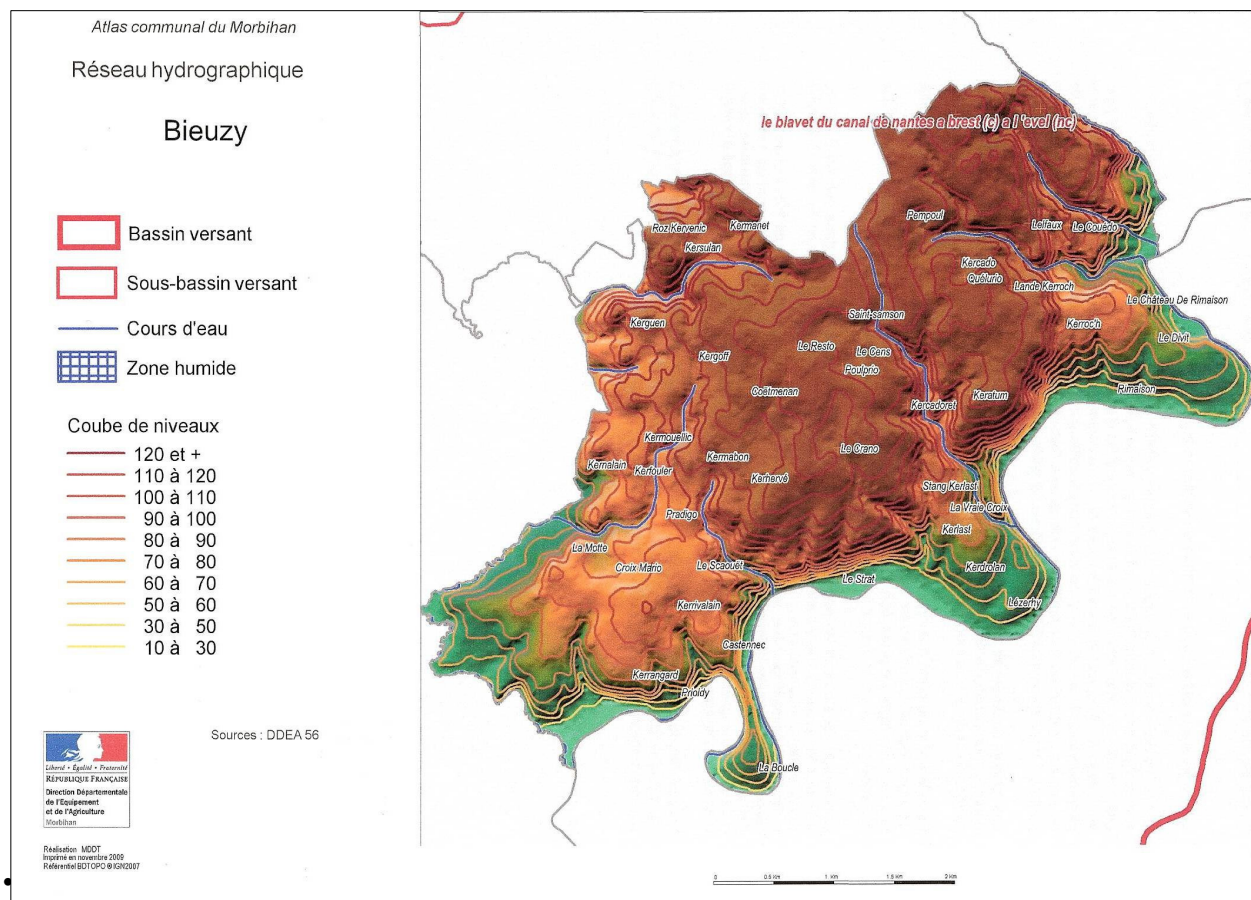 Atlas communal du Morbihan
Réseau hydrographique
Bieuzy
Bassin versant
Sous-bassin versant
Cours d'eau
Zone humide
Coube de niveaux
120 et +
110 à 120
100 à 110
90 à 100
80 à 90
70 à 80
60 à 70
50 à 60
30 à 50
10 à 30
Sources : DDEA 56
Liberté • Égalité • Fraternité
RÉPUBLIQUE FRANÇAISE
Direction Départementale
de l'Equipement
et de l'Agriculture
Morbihan
Réalisation MDDT
Imprimé en novembre 2009
Référentiel BDTOPO ® IGN2007
le blavet du canal de nantes a brest (c) a l 'evel (nc)
Roz Kervenic
Kermanet
Kersulan
Pempoul
Lelfaux
Le Couëdo
Kercado
Quélurio
Lande Kerroch
Le Château De Rimaison
Kerguen
Saint-samson
Kerroc'h
Le Divit
Kergoff
Le Resto
Le Cens
Poulprio
Coëtmenan
Keratum
Rimaison
Kercadoret
Kermouellic
Kernalain
Kerfouler
Kermabon
Le Crano
Kerhervé
Stang Kerlast
La Vraie Croix
Pradigo
Kerlast
La Motte
Croix Mario
Le Scaouët
Kerdrolan
Le Strat
Lézerhy
Kerrivalain
Castennec
Kerrangard
Prioldy
La Boucle
0 0.5 Km 1 Km 1.5 Km 2 Km